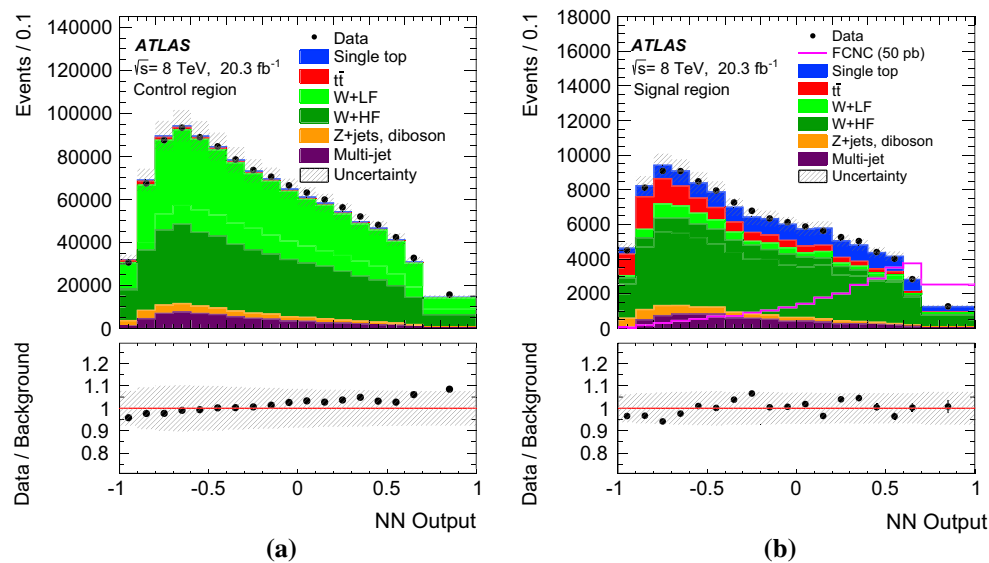 Events / 0.1
140000
120000
100000
80000
60000
40000
20000
0
ATLAS
√s= 8 TeV, 20.3 fb⁻¹
Control region
Data
Single top
tt̄
W+LF
W+HF
Z+jets, diboson
Multi-jet
Uncertainty
Data / Background
1.2
1.1
1
0.9
0.8
-1
-0.5
0
0.5
1
NN Output
(a)
Events / 0.1
18000
16000
14000
12000
10000
8000
6000
4000
2000
0
ATLAS
√s= 8 TeV, 20.3 fb⁻¹
Signal region
Data
FCNC (50 pb)
Single top
tt̄
W+LF
W+HF
Z+jets, diboson
Multi-jet
Uncertainty
Data / Background
1.2
1.1
1
0.9
0.8
-1
-0.5
0
0.5
1
NN Output
(b)